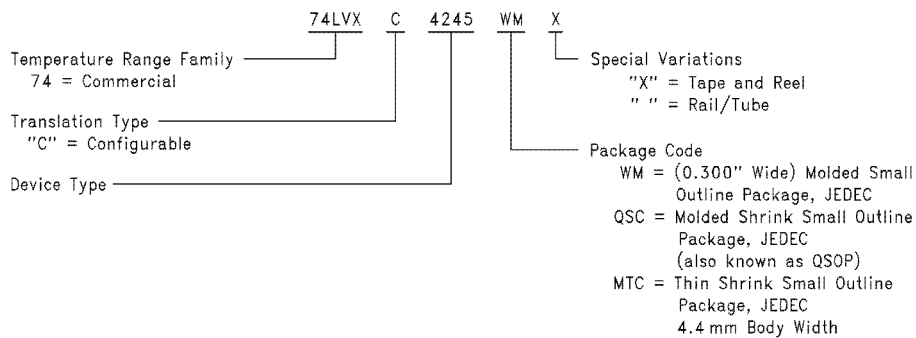 74LVX C 4245 WM X
Temperature Range Family
74 = Commercial
Translation Type
"C" = Configurable
Device Type
Special Variations
"X" = Tape and Reel
" " = Rail/Tube
Package Code
WM = (0.300" Wide) Molded Small
Outline Package, JEDEC
QSC = Molded Shrink Small Outline
Package, JEDEC
(also known as QSOP)
MTC = Thin Shrink Small Outline
Package, JEDEC
4.4 mm Body Width